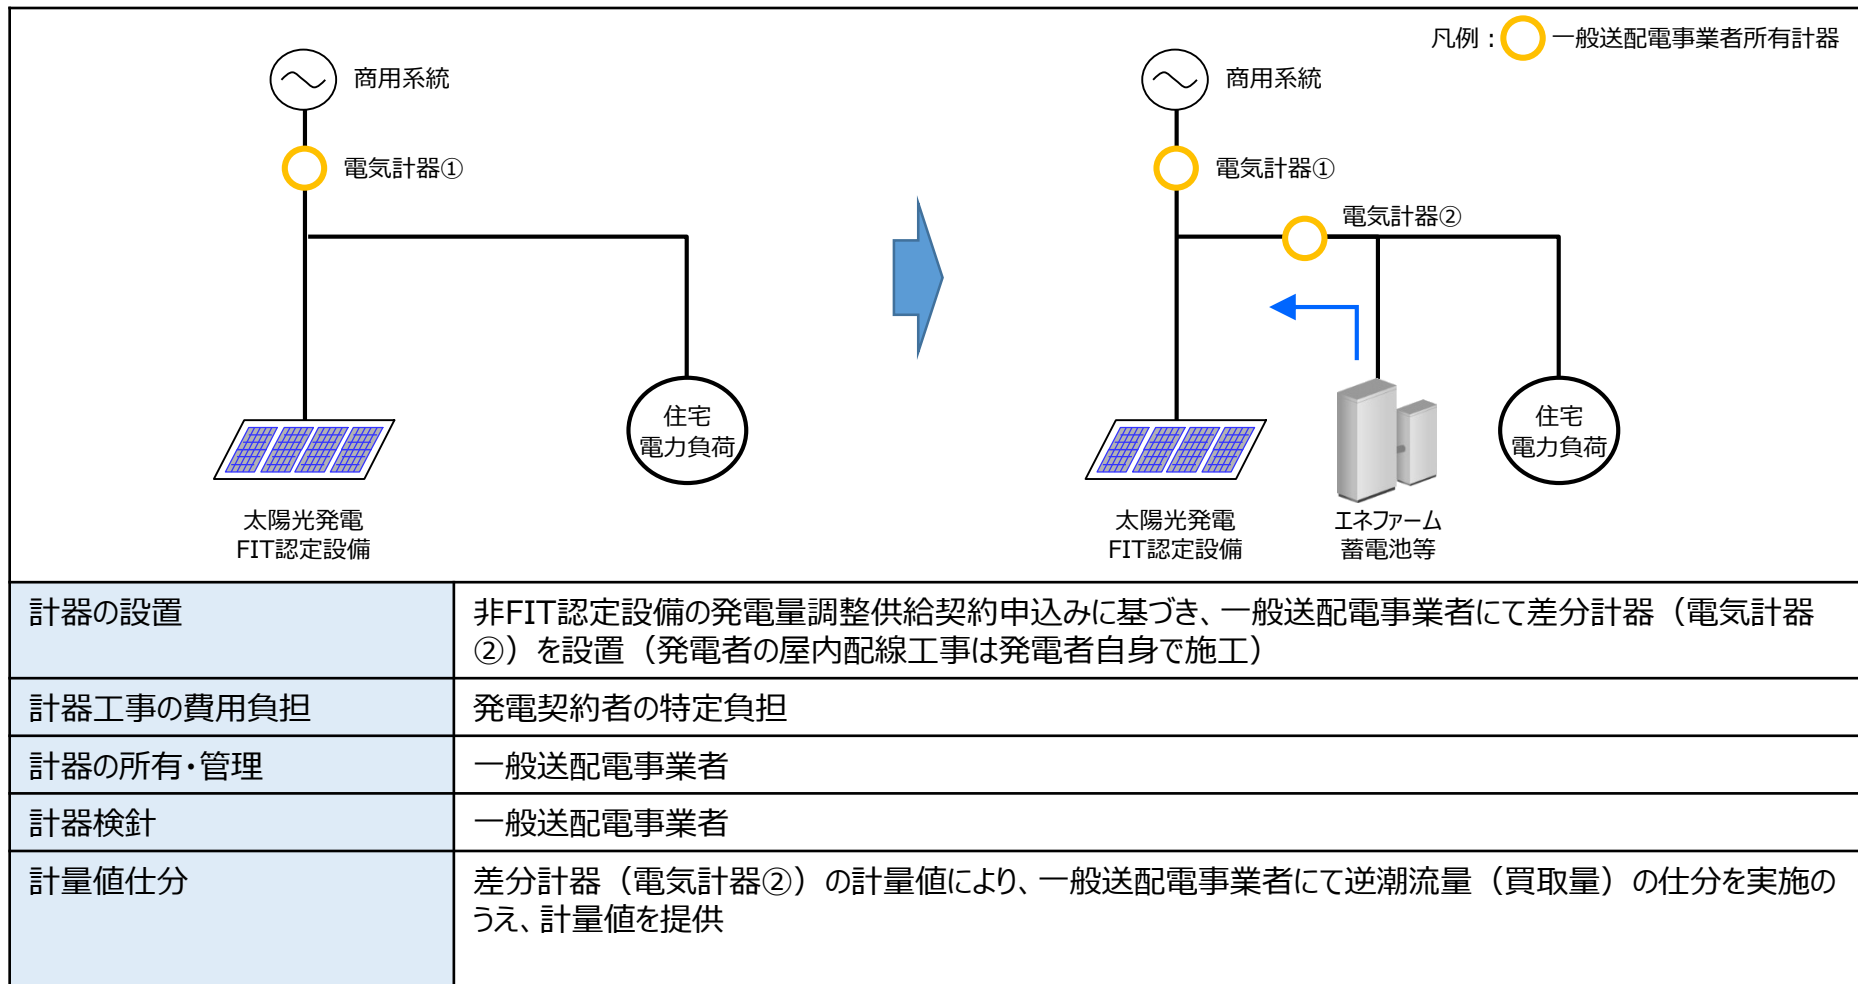 凡例：一般送配電事業者所有計器
商用系統
電気計器①
住宅
電力負荷
太陽光発電
FIT認定設備
商用系統
電気計器①
電気計器②
住宅
電力負荷
太陽光発電
FIT認定設備
エネファーム
蓄電池等
計器の設置
非FIT認定設備の発電量調整供給契約申込みに基づき、一般送配電事業者にて差分計器（電気計器
②）を設置（発電者の屋内配線工事は発電者自身で施工）
計器工事の費用負担
発電契約者の特定負担
計器の所有・管理
一般送配電事業者
計器検針
一般送配電事業者
計量値仕分
差分計器（電気計器②）の計量値により、一般送配電事業者にて逆潮流量（買取量）の仕分を実施の
うえ、計量値を提供